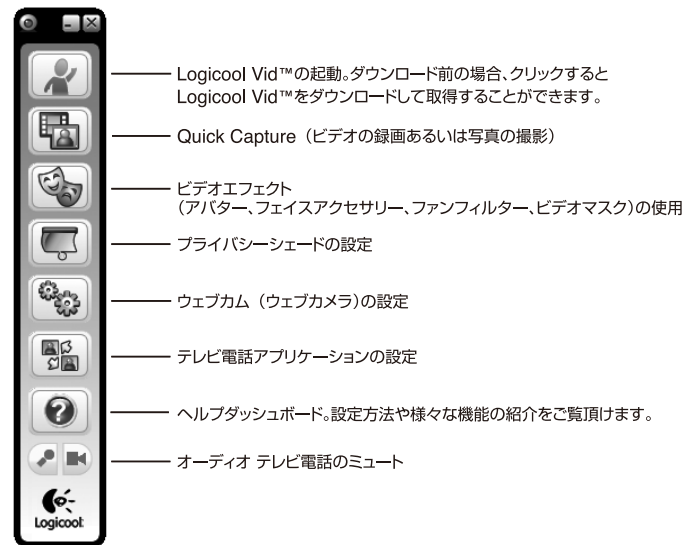 Logicool Vid™の起動。ダウンロード前の場合、クリックすると
Logicool Vid™をダウンロードして取得することができます。
Quick Capture（ビデオの録画あるいは写真の撮影）
ビデオエフェクト
（アバター、フェイスアクセサリー、ファンフィルター、ビデオマスク）の使用
プライバシーシェードの設定
ウェブカム（ウェブカメラ）の設定
テレビ電話アプリケーションの設定
?
ヘルプダッシュボード。設定方法や様々な機能の紹介をご覧頂けます。
オーディオ テレビ電話のミュート
Logicool